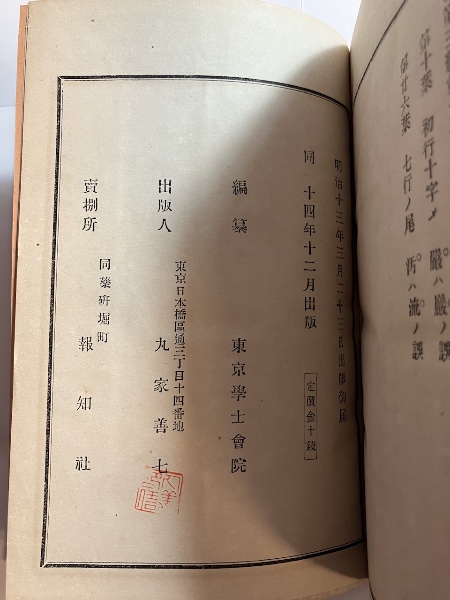 第十葉 初行十字メ 嚴ハ巖ノ誤
第廿六葉 七行ノ尾 㳅ハ流ノ誤
明治十三年三月二十三日出版御届
同 十四年十二月出版
定價金十錢
編纂 東京學士會院
東京日本橋區通三丁目十四番地
出版人 丸家善七
同藥研堀町
賣捌所 報知社